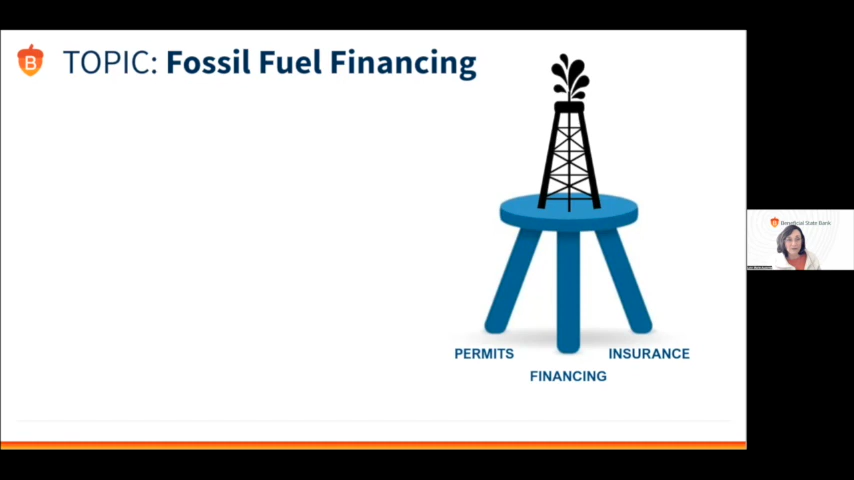 B
TOPIC: Fossil Fuel Financing
Beneficial State Bank
PERMITS
INSURANCE
FINANCING